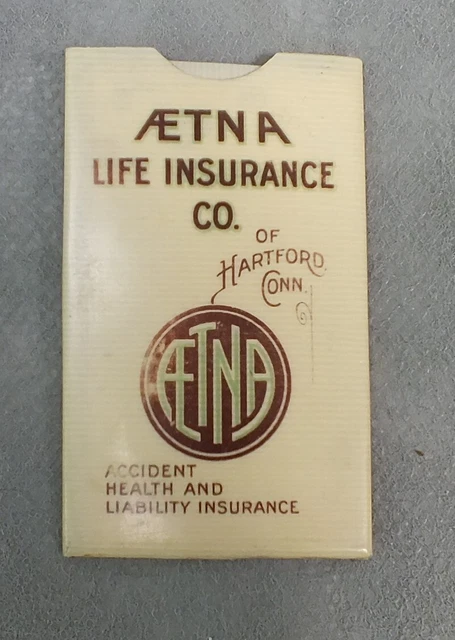 ÆTNA
LIFE INSURANCE
CO.
OF
HARTFORD
CONN.
ÆTNA
ACCIDENT
HEALTH AND
LIABILITY INSURANCE